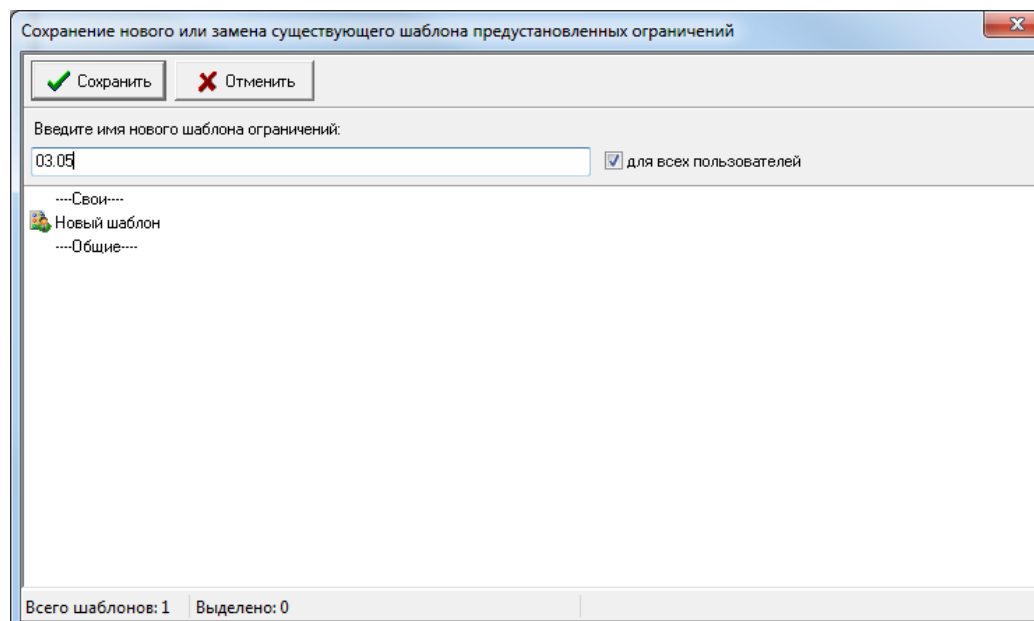 Сохранение нового или замена существующего шаблона предустановленных ограничений
Сохранить Отменить
Введите имя нового шаблона ограничений:
03.05 для всех пользователей
----Свои----
Новый шаблон
----Общие----
Всего шаблонов: 1 Выделено: 0